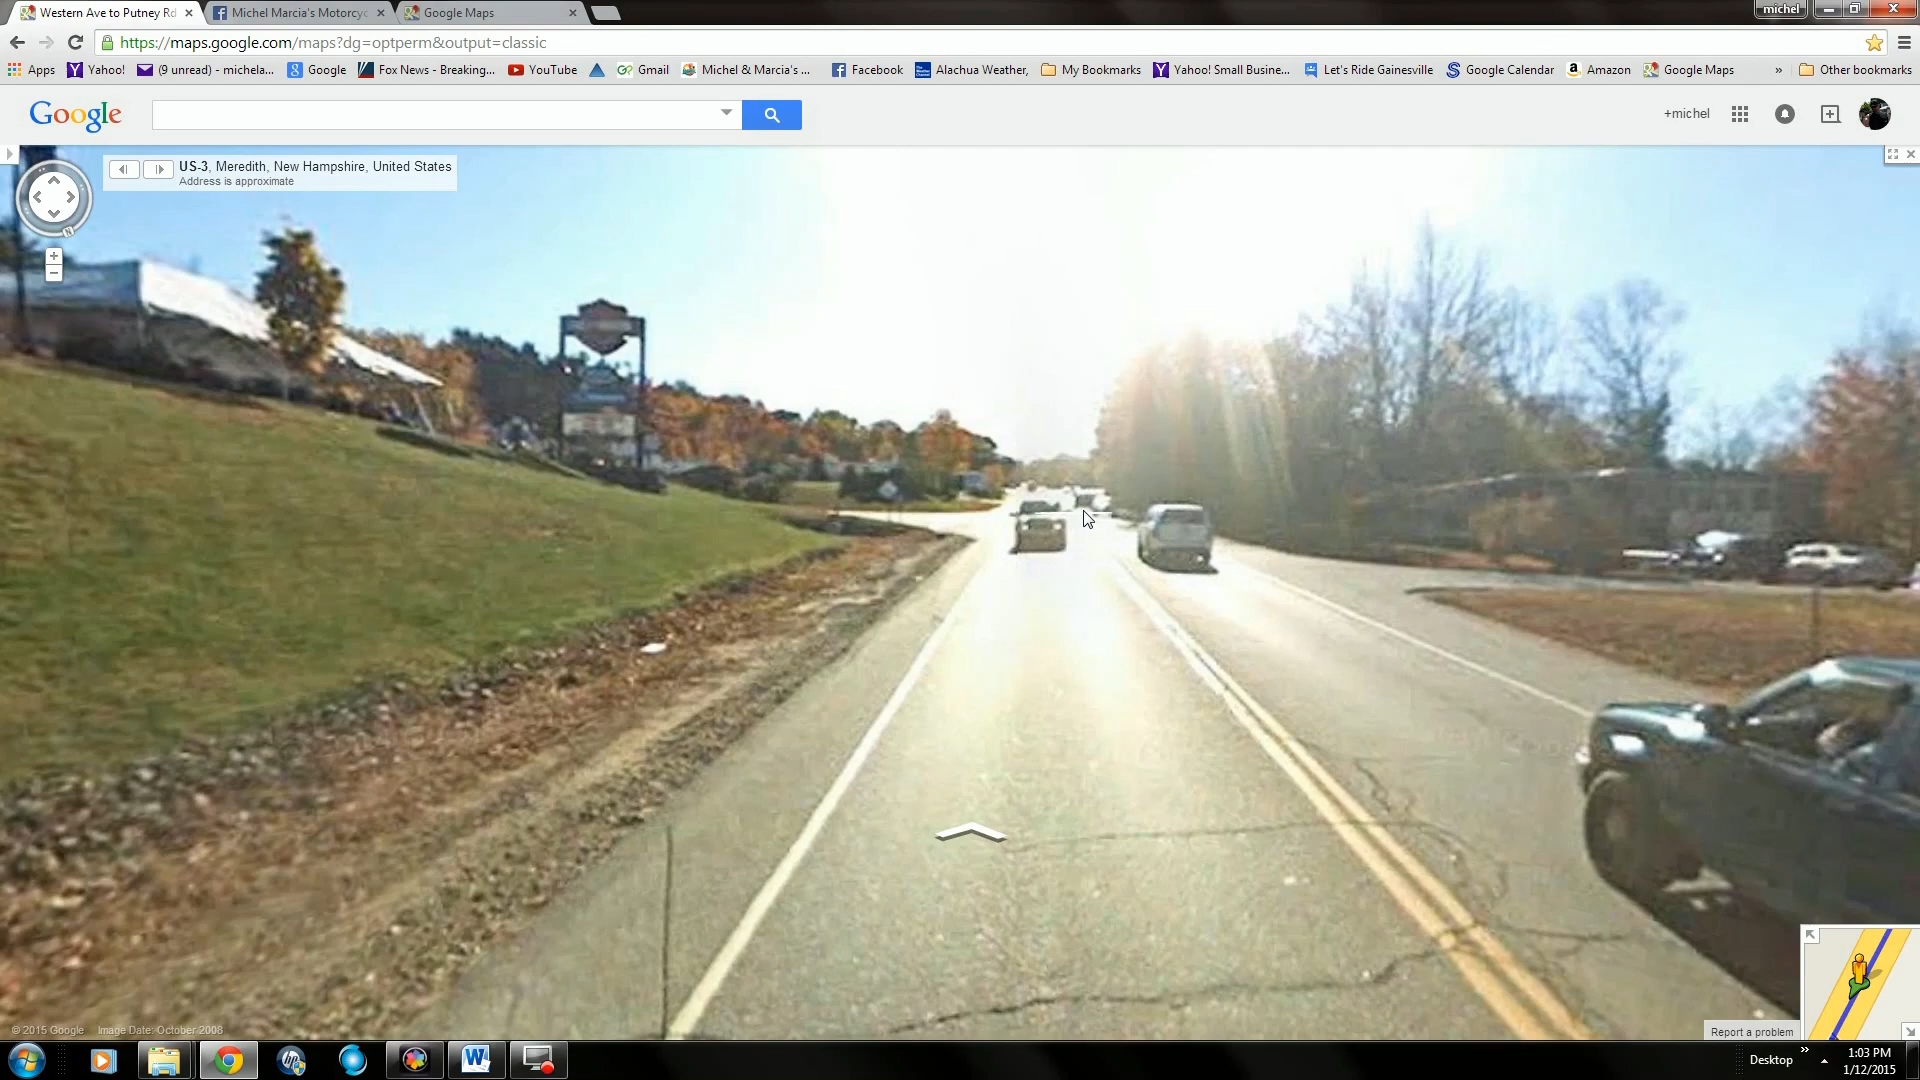 Western Ave to Putney Rd
Michel Marcia's Motorcyc
Google Maps
michel
https://maps.google.com/maps?dg=optperm&output=classic
Apps
Yahoo!
(9 unread) - michela...
Google
Fox News - Breaking...
YouTube
Gmail
Michel & Marcia's ...
Facebook
Alachua Weather,
My Bookmarks
Yahoo! Small Busine...
Let's Ride Gainesville
Google Calendar
Amazon
Google Maps
»
Other bookmarks
Google
+michel
US-3, Meredith, New Hampshire, United States
Address is approximate
N
© 2015 Google Image Date: October 2008
Report a problem
Desktop
»
1:03 PM
1/12/2015